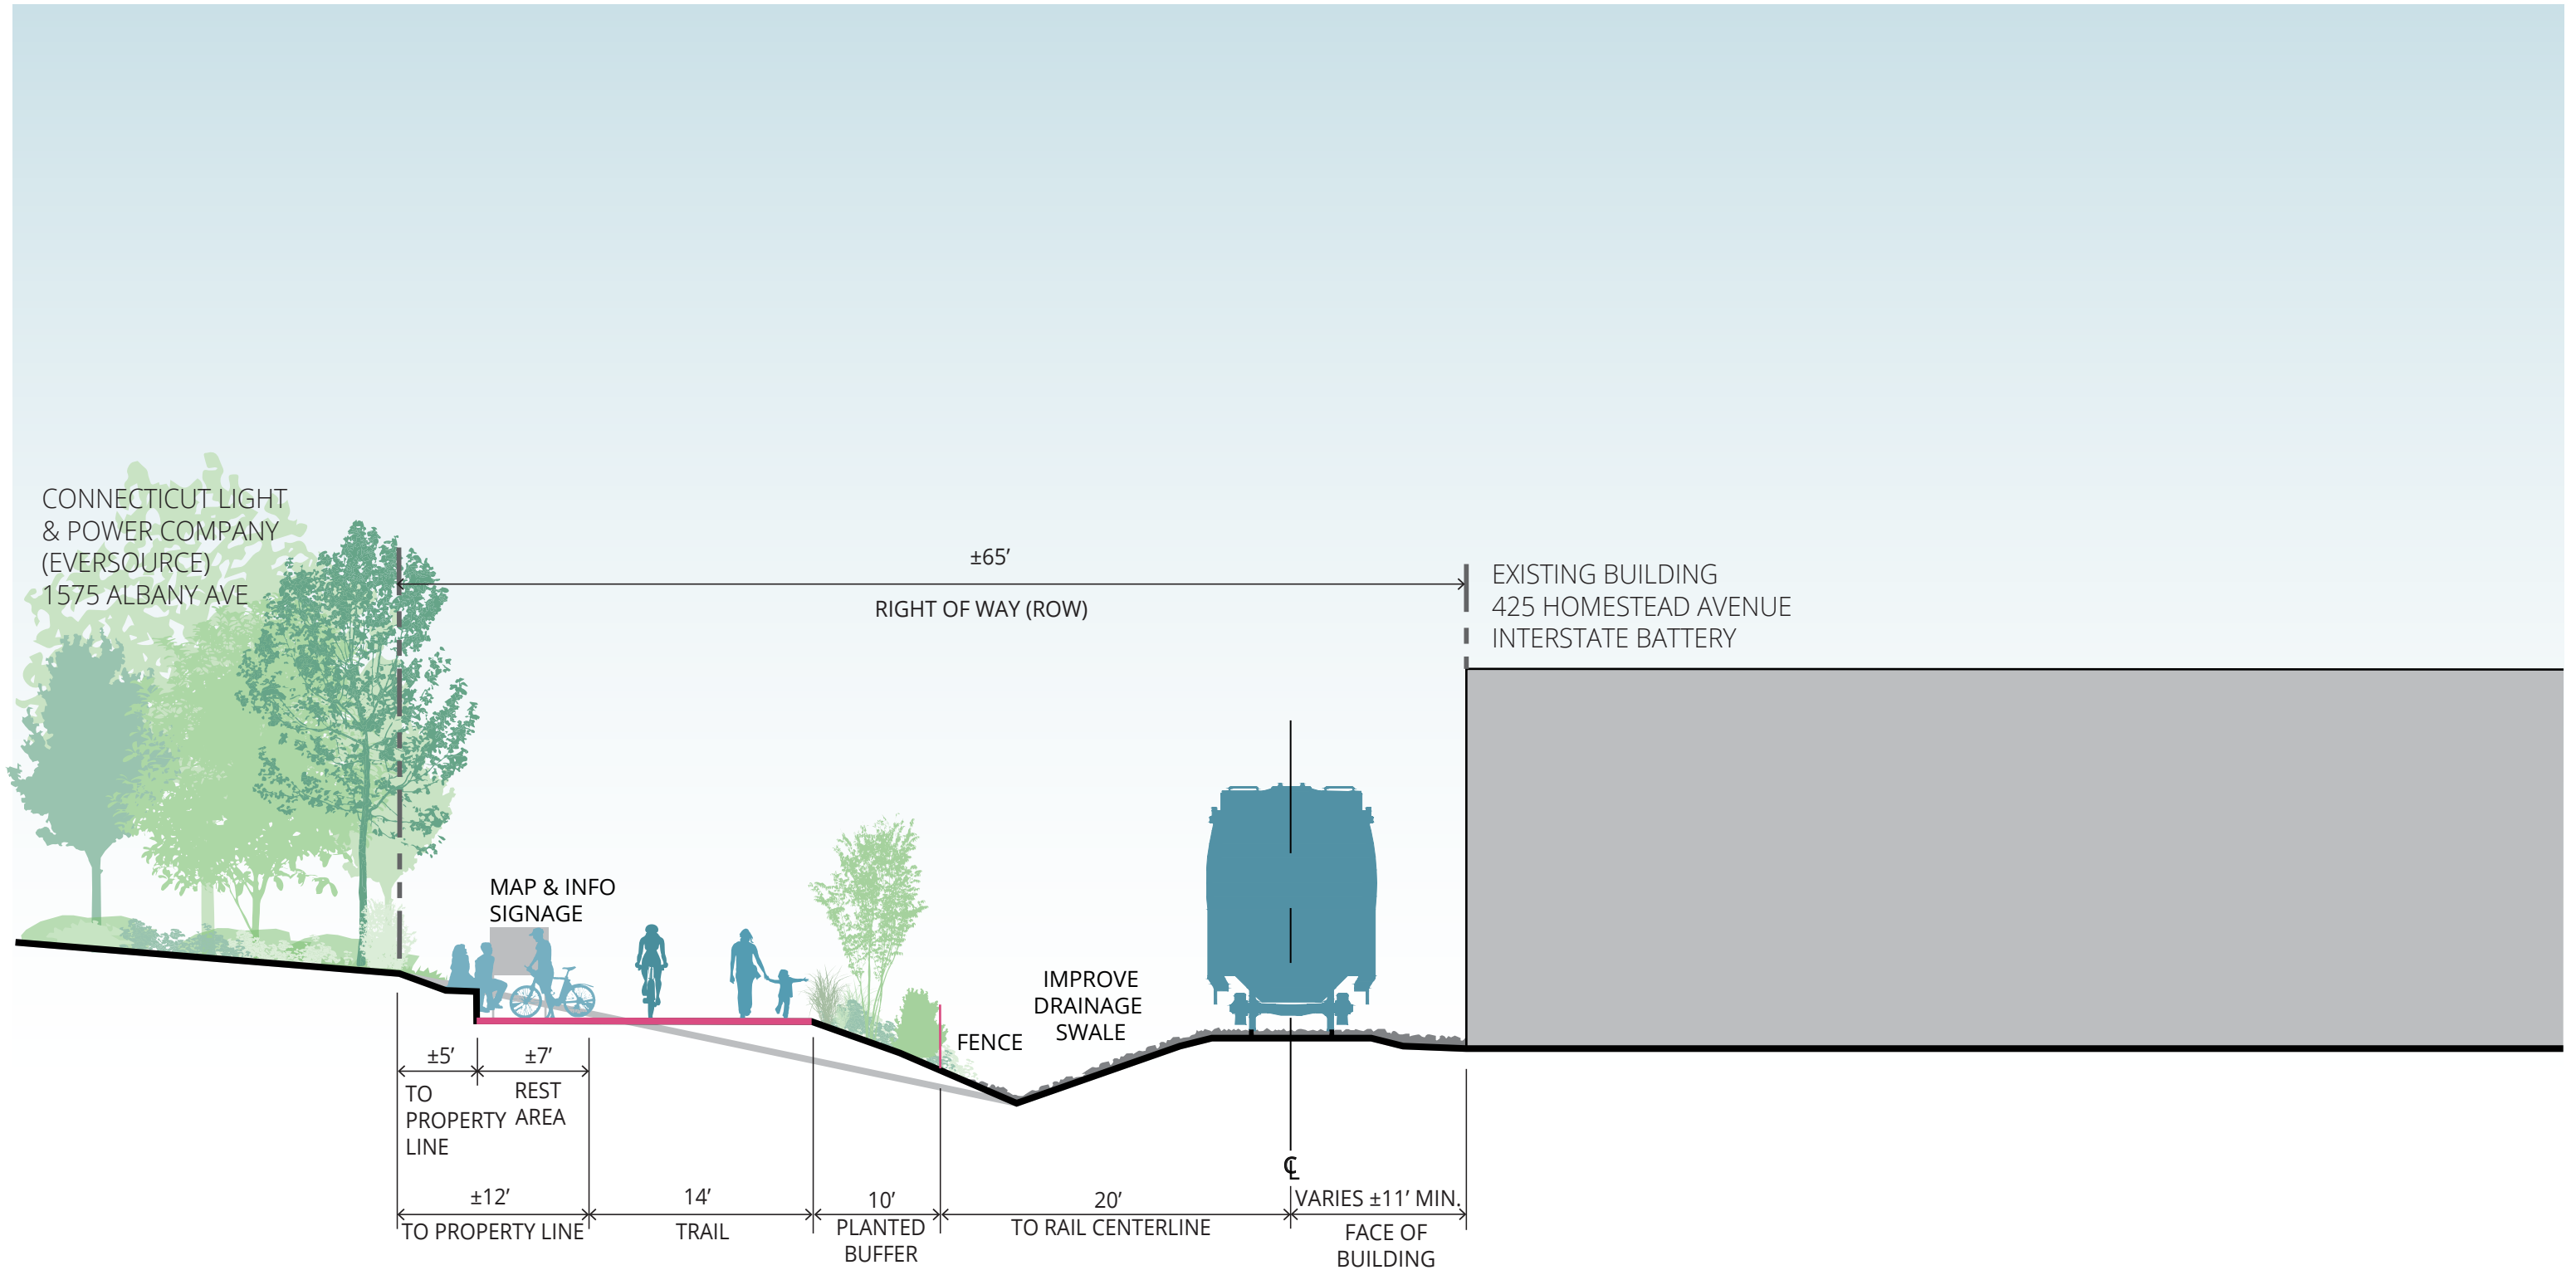 CONNECTICUT LIGHT
& POWER COMPANY
(EVERSOURCE)
1575 ALBANY AVE
±65’
RIGHT OF WAY (ROW)
EXISTING BUILDING
425 HOMESTEAD AVENUE
INTERSTATE BATTERY
MAP & INFO
SIGNAGE
IMPROVE
DRAINAGE
SWALE
FENCE
±5’
TO
PROPERTY
LINE
±7’
REST
AREA
℄
±12’
TO PROPERTY LINE
14’
TRAIL
10’
PLANTED
BUFFER
20’
TO RAIL CENTERLINE
VARIES ±11’ MIN.
FACE OF
BUILDING